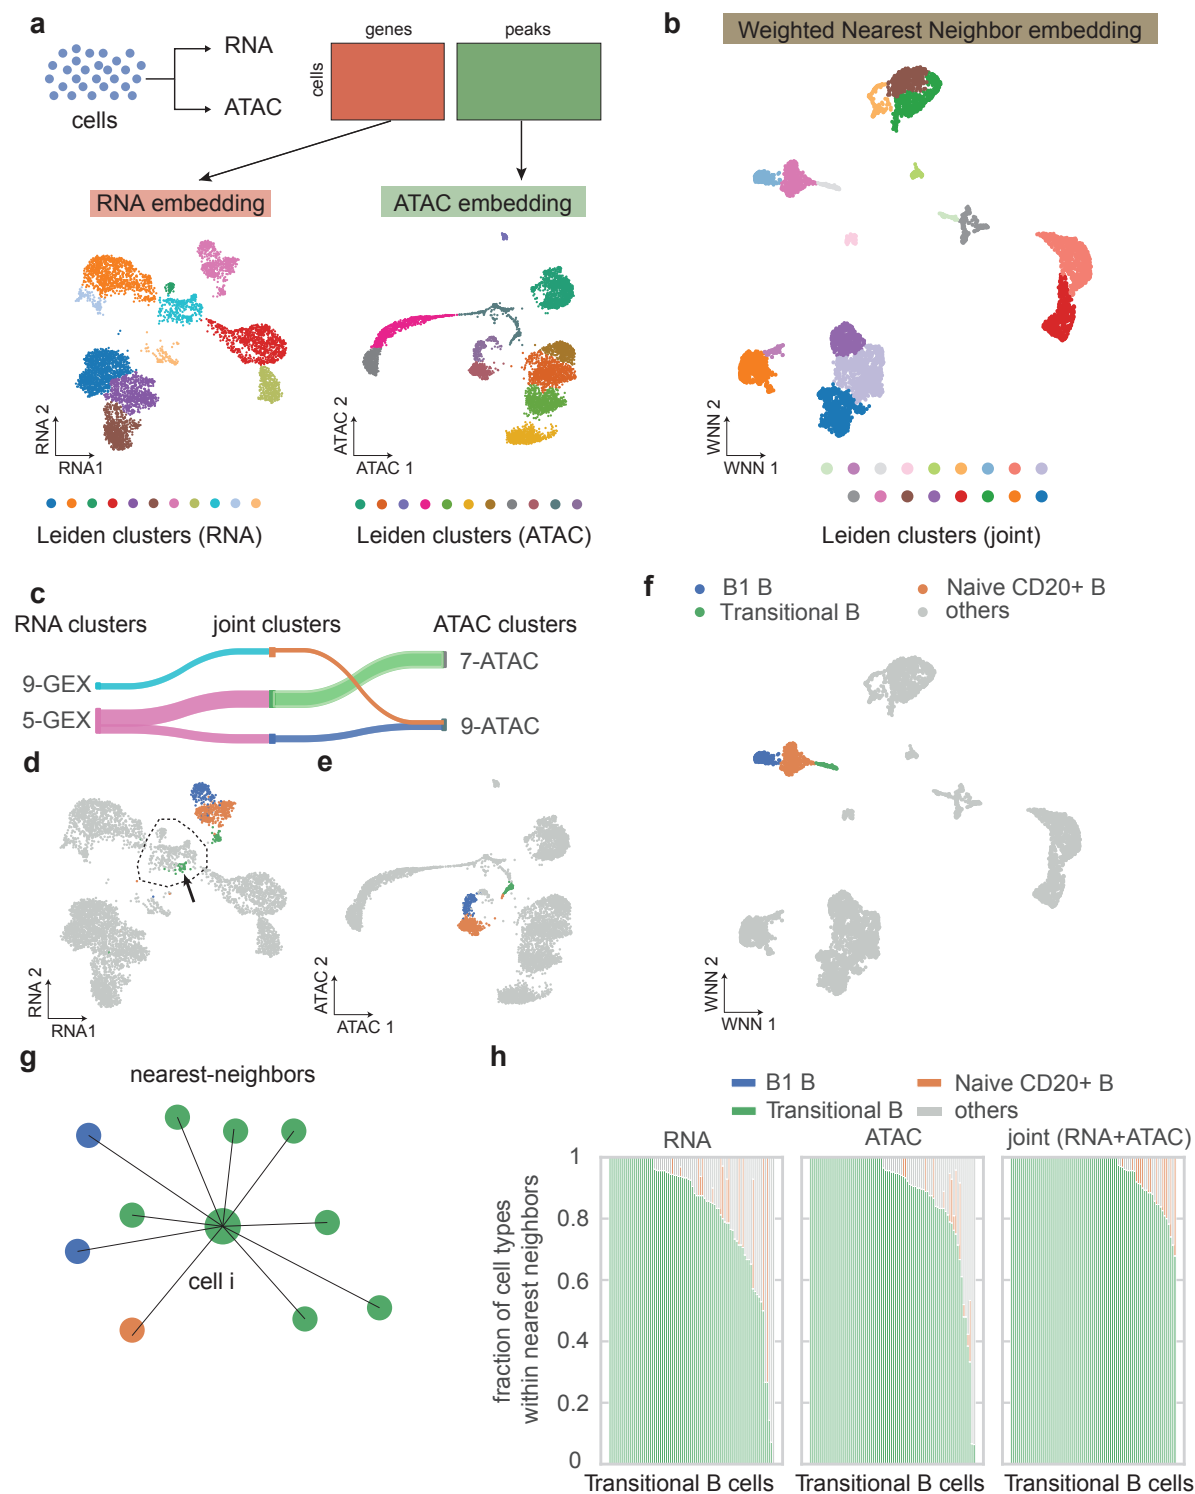 a
cells
RNA
ATAC
genes
peaks
cells
RNA embedding
ATAC embedding
RNA 2
RNA1
ATAC 2
ATAC 1
Leiden clusters (RNA)
Leiden clusters (ATAC)
b
Weighted Nearest Neighbor embedding
WNN 2
WNN 1
Leiden clusters (joint)
c
RNA clusters
joint clusters
ATAC clusters
9-GEX
5-GEX
7-ATAC
9-ATAC
d
RNA 2
RNA1
e
ATAC 2
ATAC 1
f
B1 B
Naive CD20+ B
Transitional B
others
WNN 2
WNN 1
g
nearest-neighbors
cell i
h
B1 B
Naive CD20+ B
Transitional B
others
RNA
ATAC
joint (RNA+ATAC)
fraction of cell types
within nearest neighbors
1
0.8
0.6
0.4
0.2
0
Transitional B cells
Transitional B cells
Transitional B cells